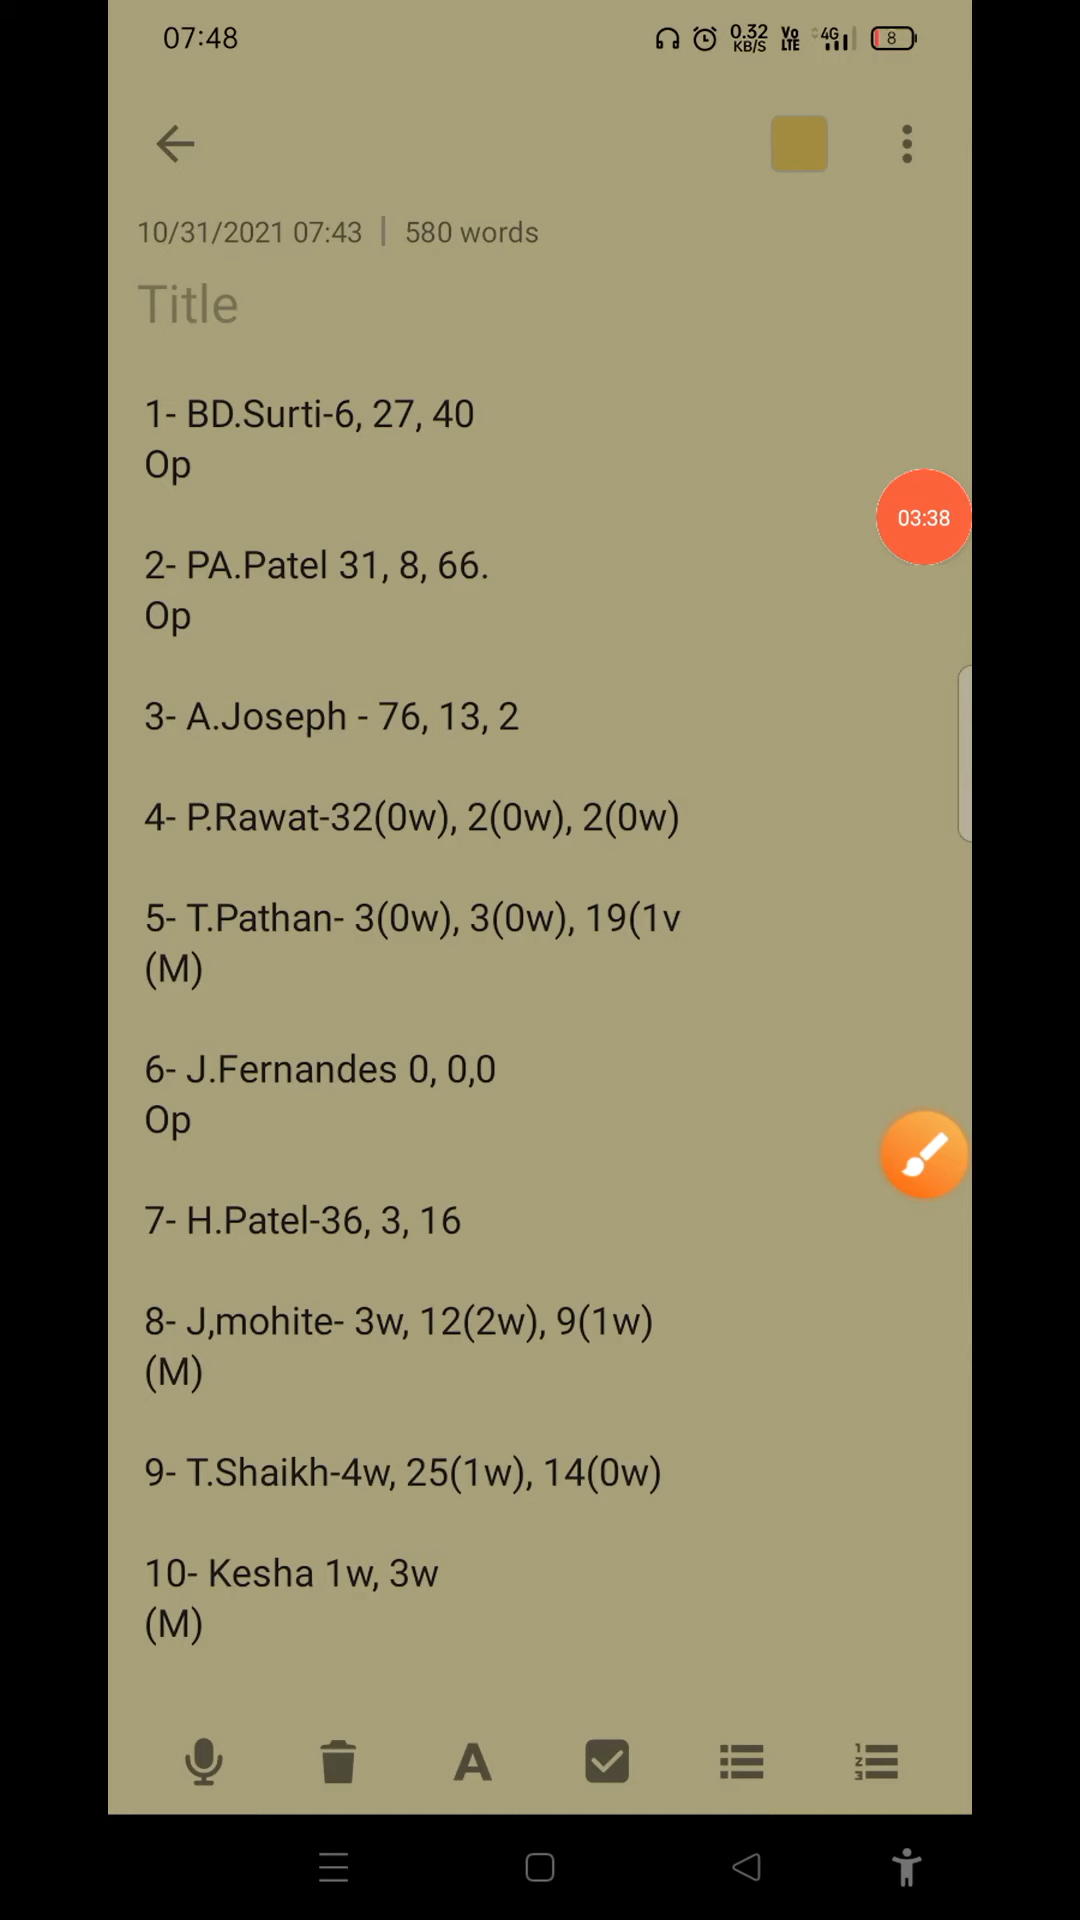 07:48
0.32 KB/S
Vo LTE
4G
8
10/31/2021 07:43 | 580 words
Title
1- BD.Surti-6, 27, 40
Op
2- PA.Patel 31, 8, 66.
Op
03:38
3- A.Joseph - 76, 13, 2
4- P.Rawat-32(0w), 2(0w), 2(0w)
5- T.Pathan- 3(0w), 3(0w), 19(1v
(M)
6- J.Fernandes 0, 0,0
Op
7- H.Patel-36, 3, 16
8- J,mohite- 3w, 12(2w), 9(1w)
(M)
9- T.Shaikh-4w, 25(1w), 14(0w)
10- Kesha 1w, 3w
(M)
A